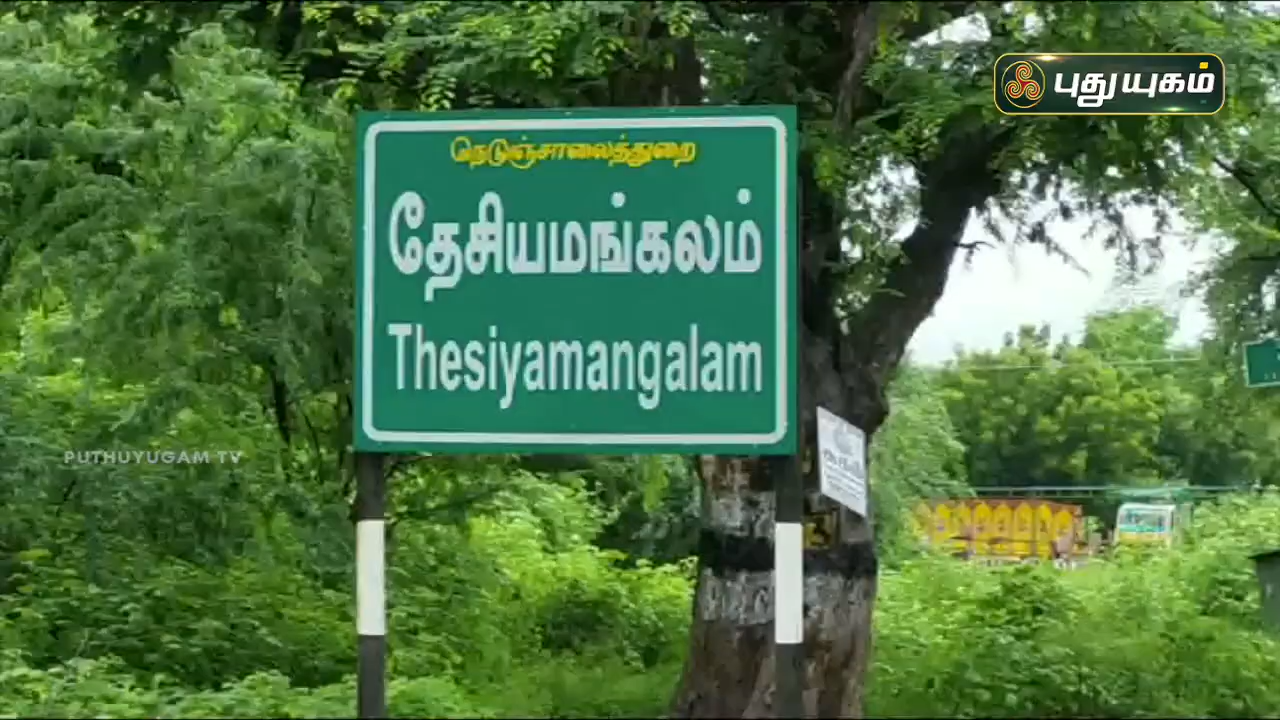 புதுயுகம்
நெடுஞ்சாலைத்துறை
தேசியமங்கலம்
Thesiyamangalam
PUTHUYUGAM TV